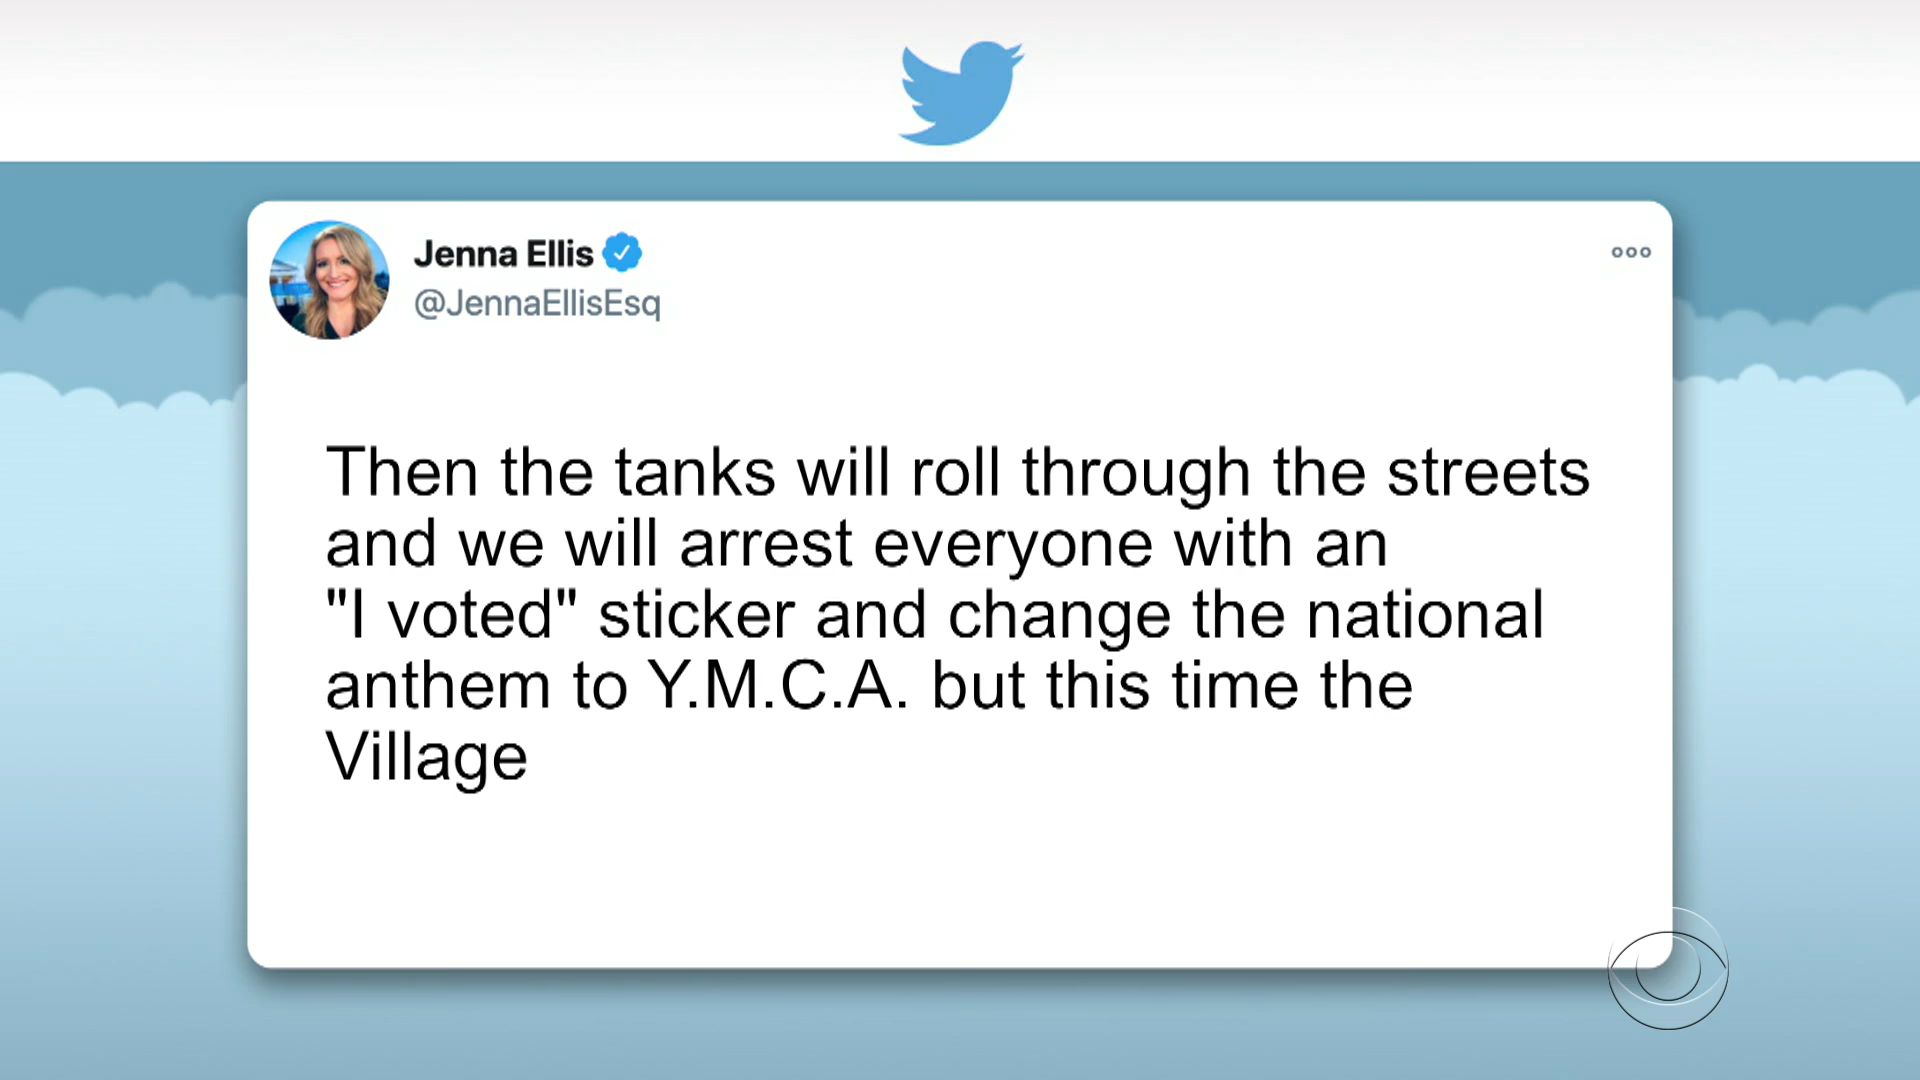 Jenna Ellis
@JennaEllisEsq
Then the tanks will roll through the streets
and we will arrest everyone with an
"I voted" sticker and change the national
anthem to Y.M.C.A. but this time the
Village